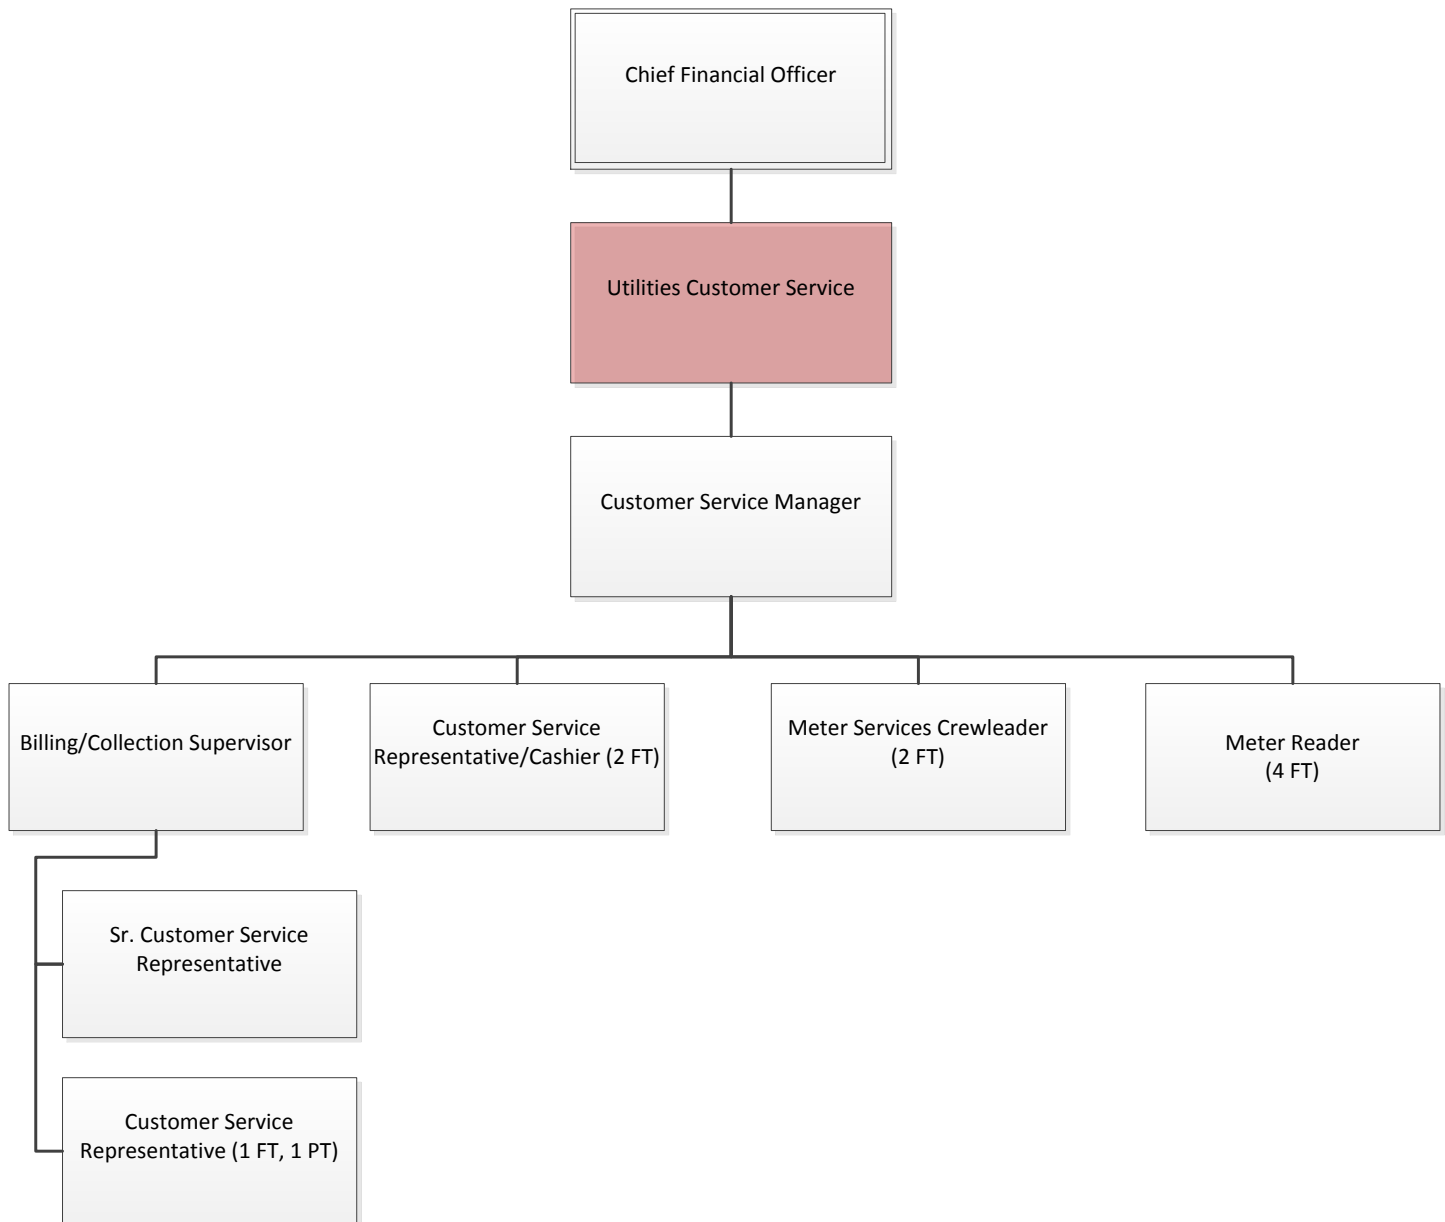 Chief Financial Officer
Utilities Customer Service
Customer Service Manager
Billing/Collection Supervisor
Customer Service
Representative/Cashier (2 FT)
Meter Services Crewleader
(2 FT)
Meter Reader
(4 FT)
Sr. Customer Service
Representative
Customer Service
Representative (1 FT, 1 PT)